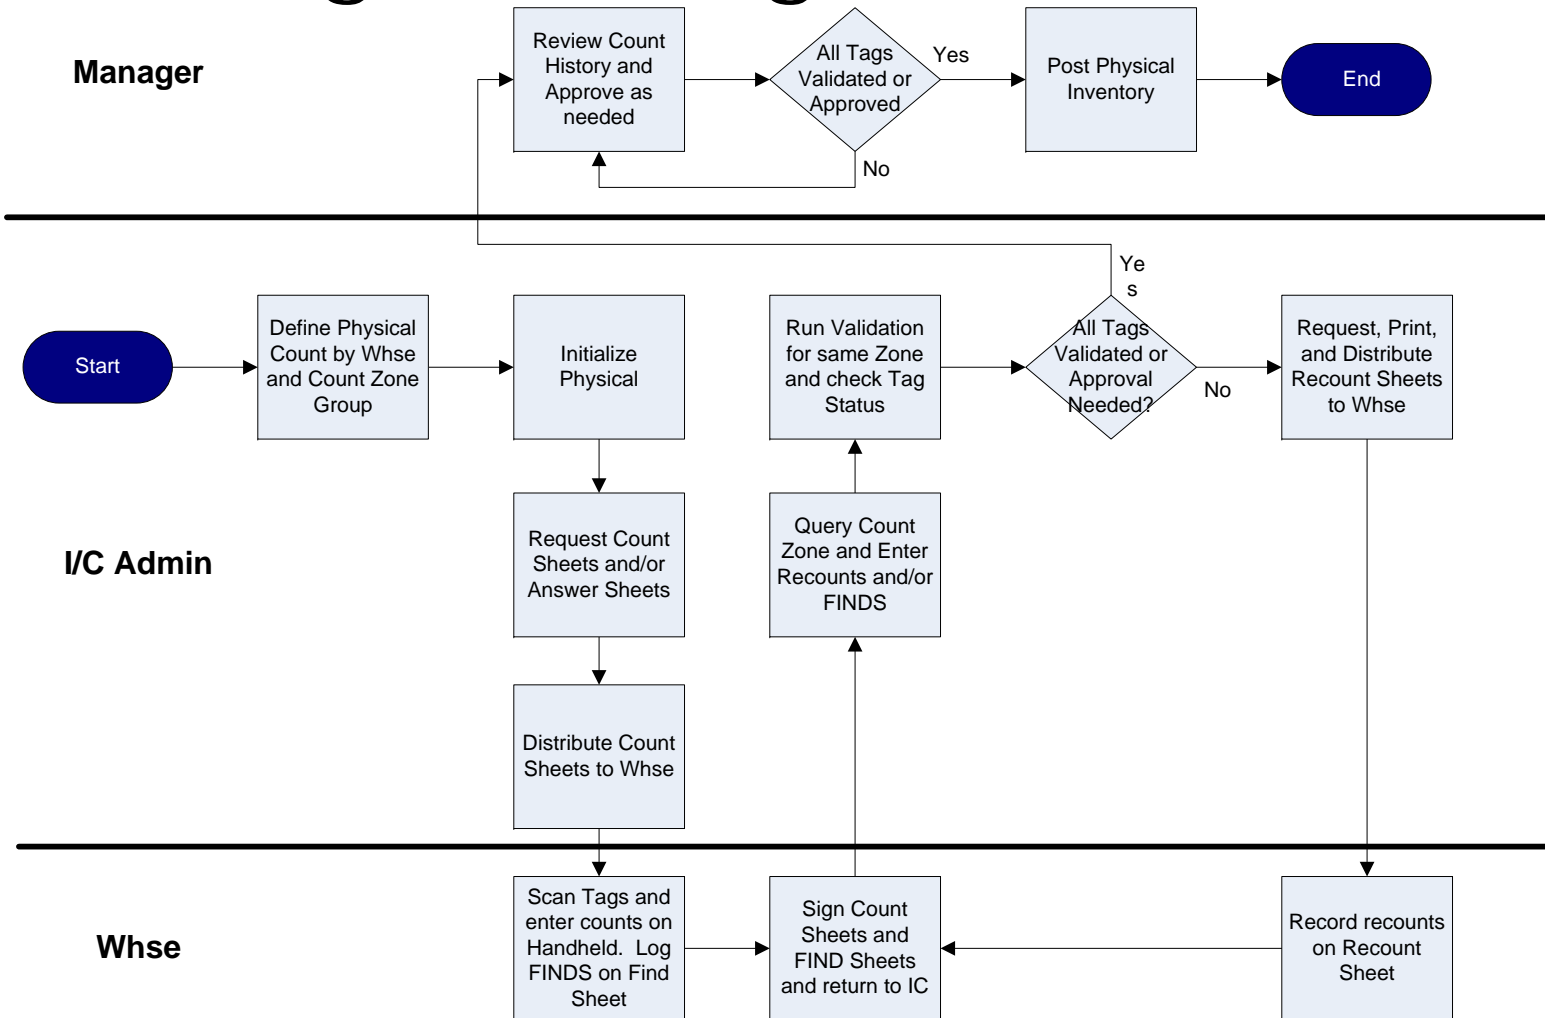 Manager
Review Count
History and
Approve as
needed
All Tags
Validated or
Approved
Yes
No
Post Physical
Inventory
End
Start
Define Physical
Count by Whse
and Count Zone
Group
Initialize
Physical
Run Validation
for same Zone
and check Tag
Status
All Tags
Validated or
Approval
Needed?
Ye
s
No
Request, Print,
and Distribute
Recount Sheets
to Whse
I/C Admin
Request Count
Sheets and/or
Answer Sheets
Query Count
Zone and Enter
Recounts and/or
FINDS
Distribute Count
Sheets to Whse
Whse
Scan Tags and
enter counts on
Handheld. Log
FINDS on Find
Sheet
Sign Count
Sheets and
FIND Sheets
and return to IC
Record recounts
on Recount
Sheet